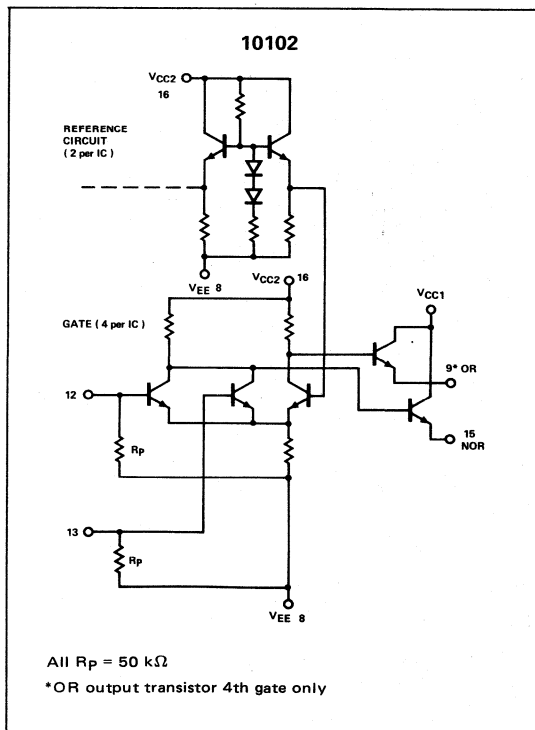 10102
VCC2
16
REFERENCE
CIRCUIT
( 2 per IC )
VEE 8
VCC2 16
VCC1
GATE ( 4 per IC )
9* OR
12
15
NOR
Rp
13
Rp
VEE 8
All Rp = 50 kΩ
*OR output transistor 4th gate only